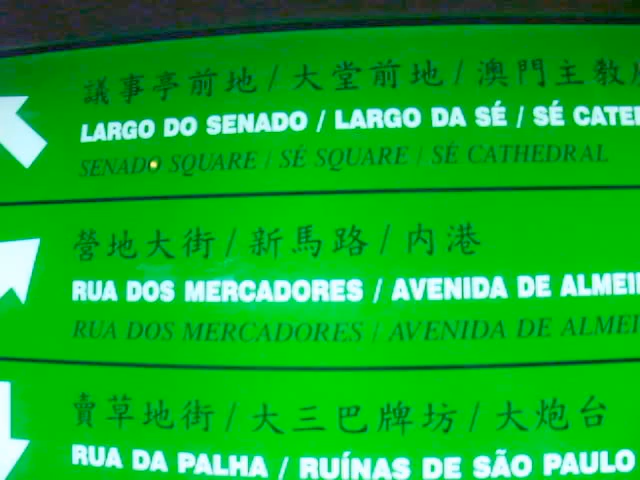 議事亭前地 / 大堂前地 / 澳門主教
LARGO DO SENADO / LARGO DA SÉ / SÉ CATE
SENADO SQUARE / SÉ SQUARE / SÉ CATHEDRAL
營地大街 / 新馬路 / 內港
RUA DOS MERCADORES / AVENIDA DE ALMEI
RUA DOS MERCADORES / AVENIDA DE ALMEI
賣草地街 / 大三巴牌坊 / 大炮台
RUA DA PALHA / RUÍNAS DE SÃO PAULO